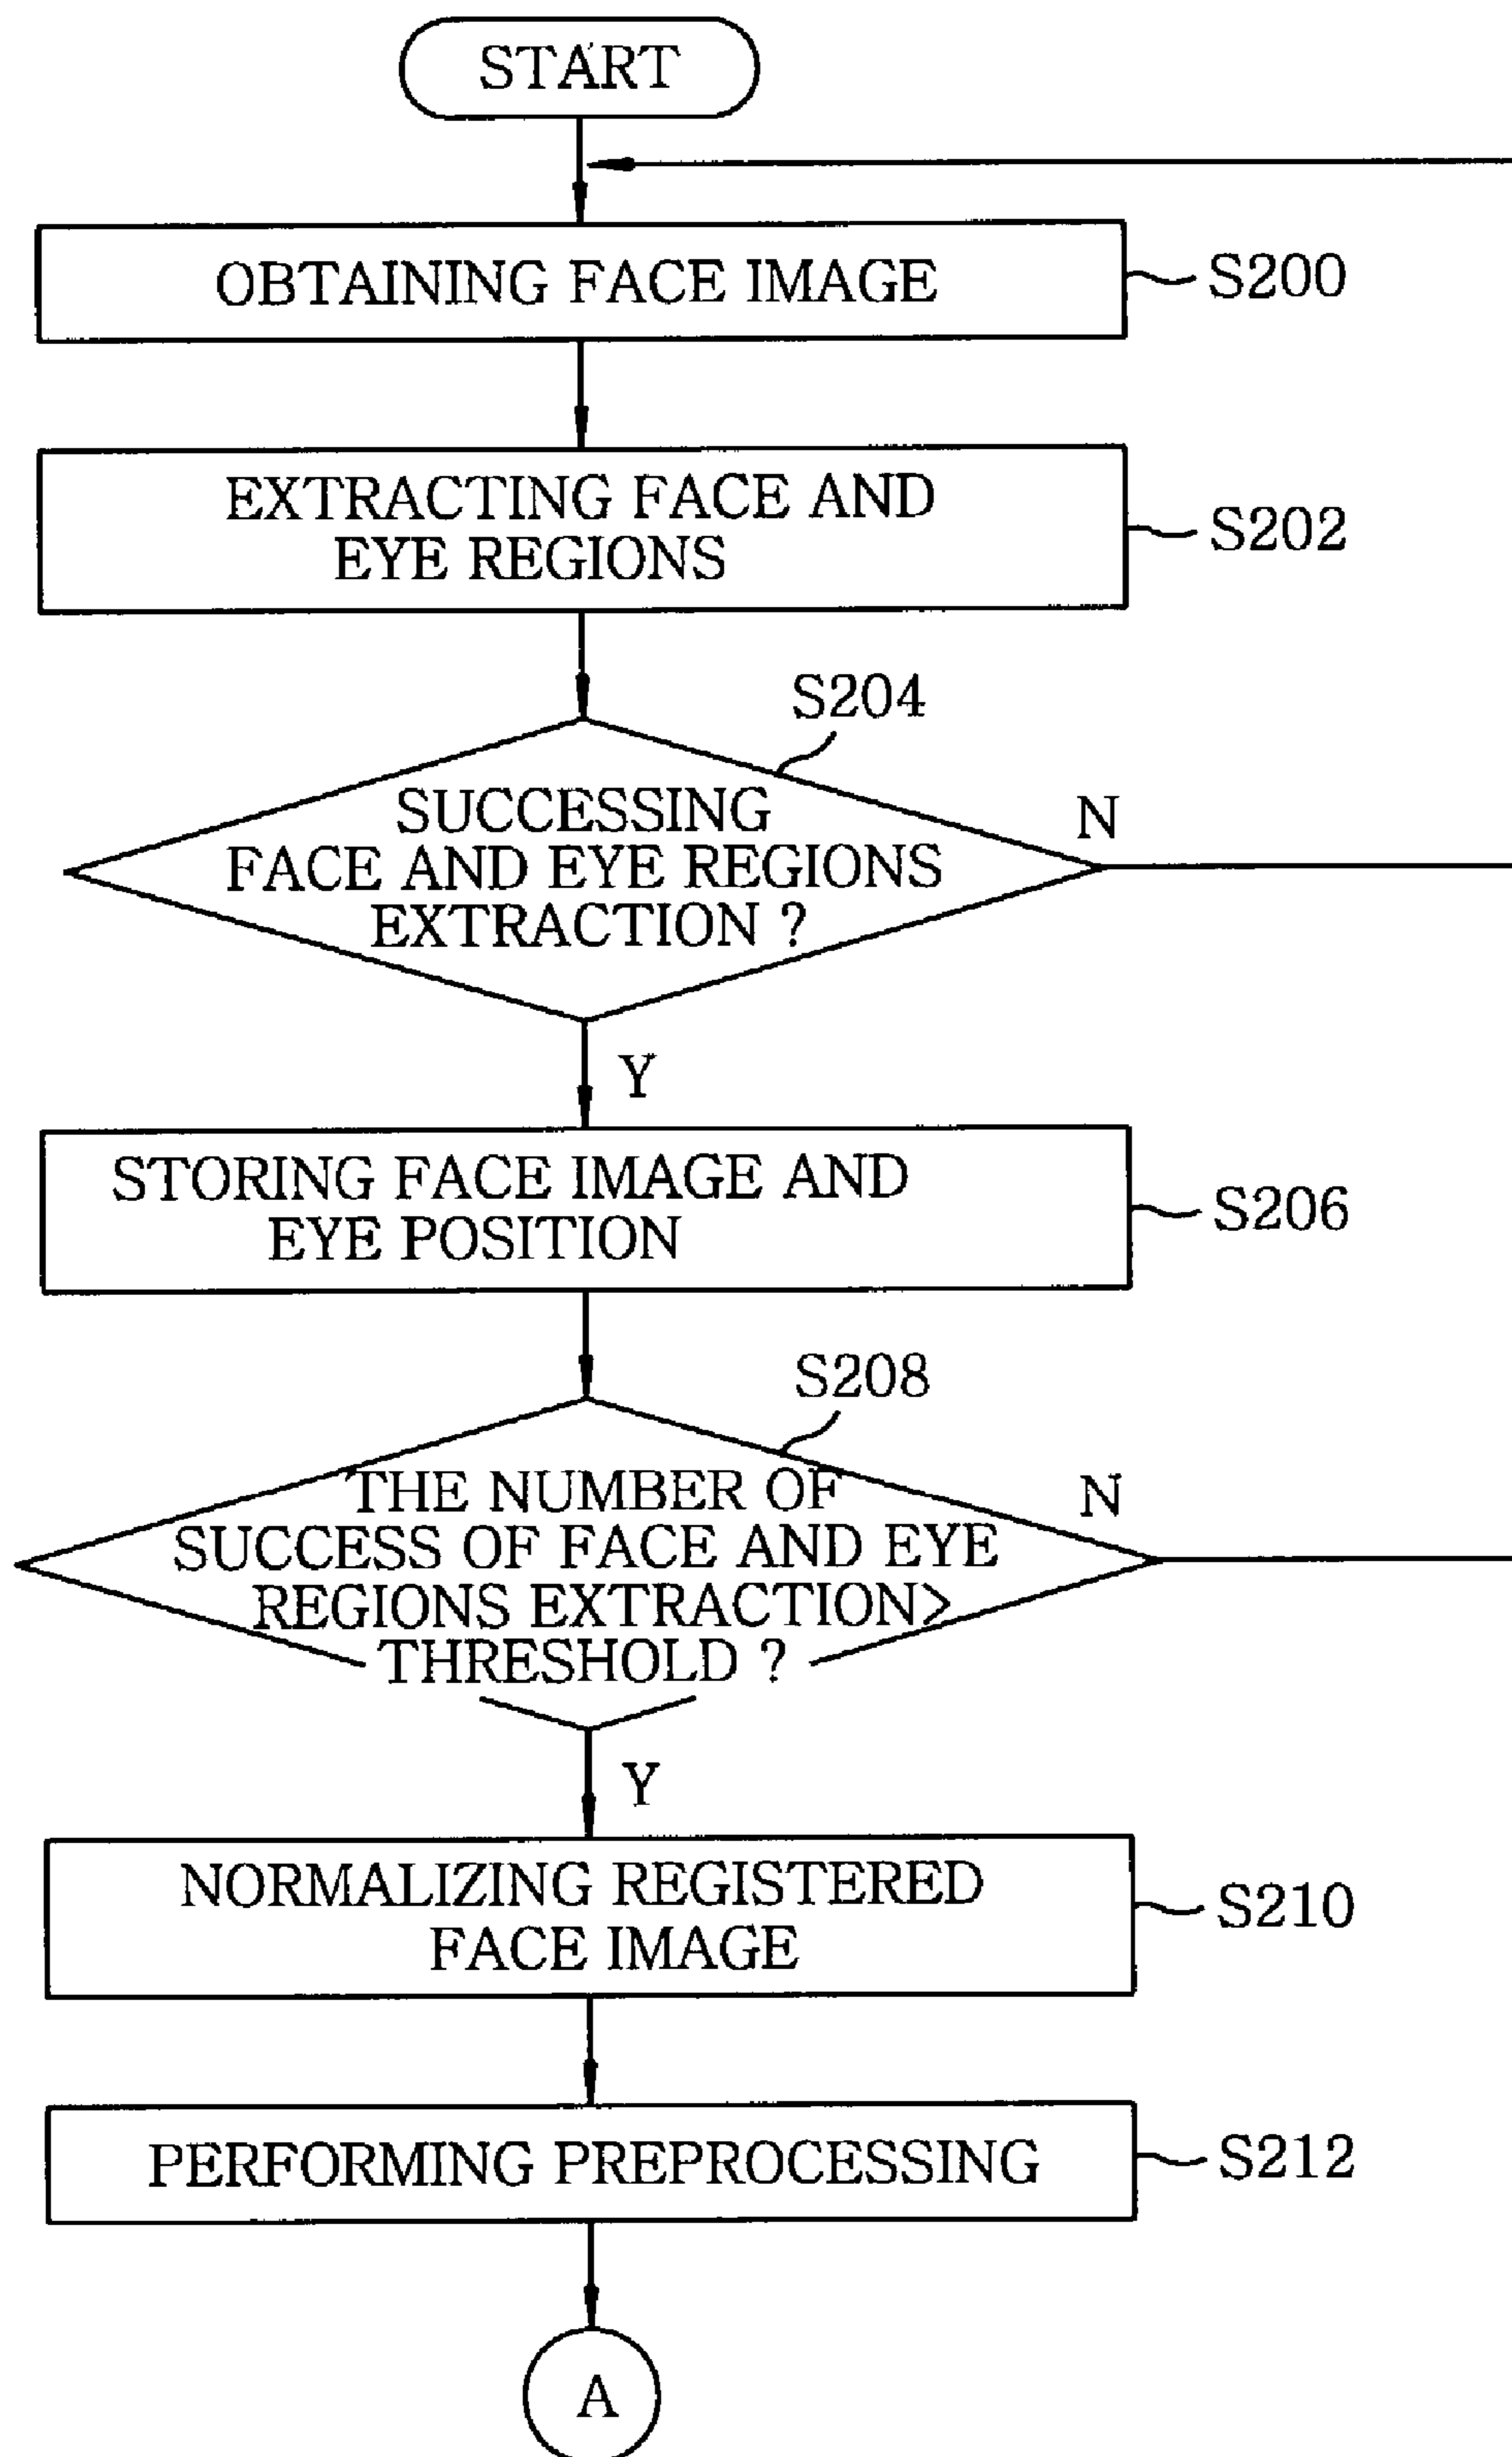 START
OBTAINING FACE IMAGE
S200
EXTRACTING FACE AND
EYE REGIONS
S202
S204
SUCCESSING
FACE AND EYE REGIONS
EXTRACTION ?
N
Y
STORING FACE IMAGE AND
EYE POSITION
S206
S208
THE NUMBER OF
SUCCESS OF FACE AND EYE
REGIONS EXTRACTION>
THRESHOLD ?
N
Y
NORMALIZING REGISTERED
FACE IMAGE
S210
PERFORMING PREPROCESSING
S212
A